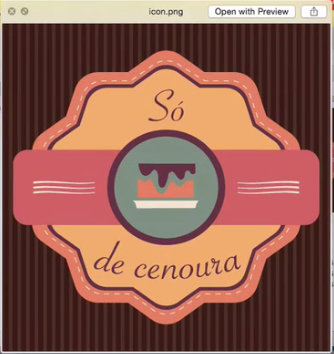 icon.png
Open with Preview
Só
de cenoura